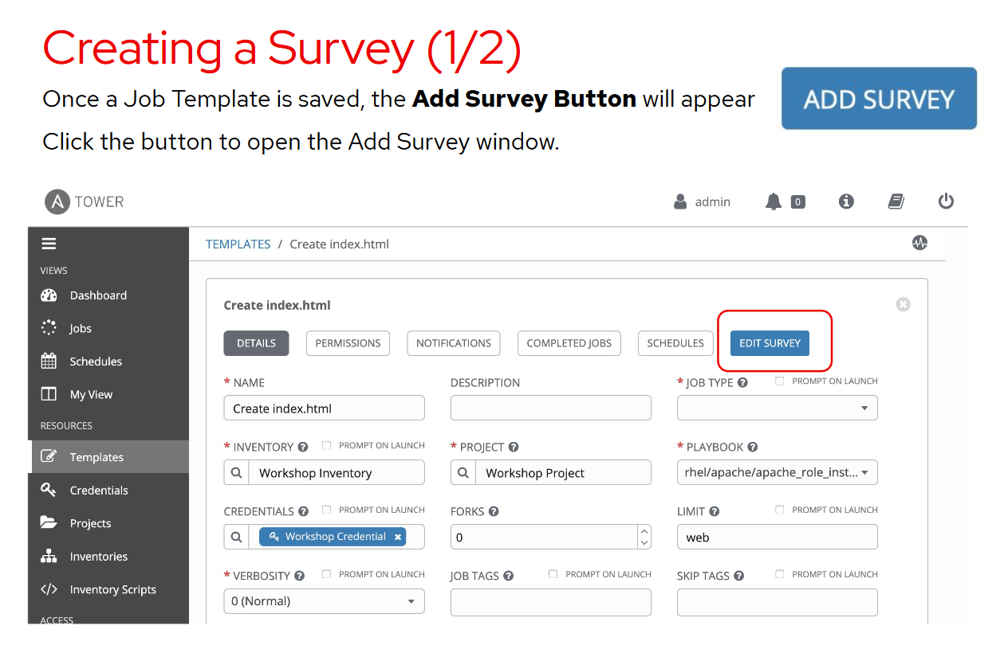 Creating a Survey (1/2)
Once a Job Template is saved, the Add Survey Button will appear
ADD SURVEY
Click the button to open the Add Survey window.
A TOWER
admin
0
TEMPLATES / Create index.html
VIEWS
Dashboard
Jobs
Schedules
My View
RESOURCES
Templates
Credentials
Projects
Inventories
Inventory Scripts
ACCESS
Create index.html
DETAILS PERMISSIONS NOTIFICATIONS COMPLETED JOBS SCHEDULES EDIT SURVEY
* NAME DESCRIPTION * JOB TYPE ? PROMPT ON LAUNCH
Create index.html
* INVENTORY ? PROMPT ON LAUNCH * PROJECT ? * PLAYBOOK ?
Workshop Inventory Workshop Project rhel/apache/apache_role_inst...
CREDENTIALS ? PROMPT ON LAUNCH FORKS ? LIMIT ? PROMPT ON LAUNCH
Workshop Credential x 0 web
* VERBOSITY ? PROMPT ON LAUNCH JOB TAGS ? PROMPT ON LAUNCH SKIP TAGS ? PROMPT ON LAUNCH
0 (Normal)